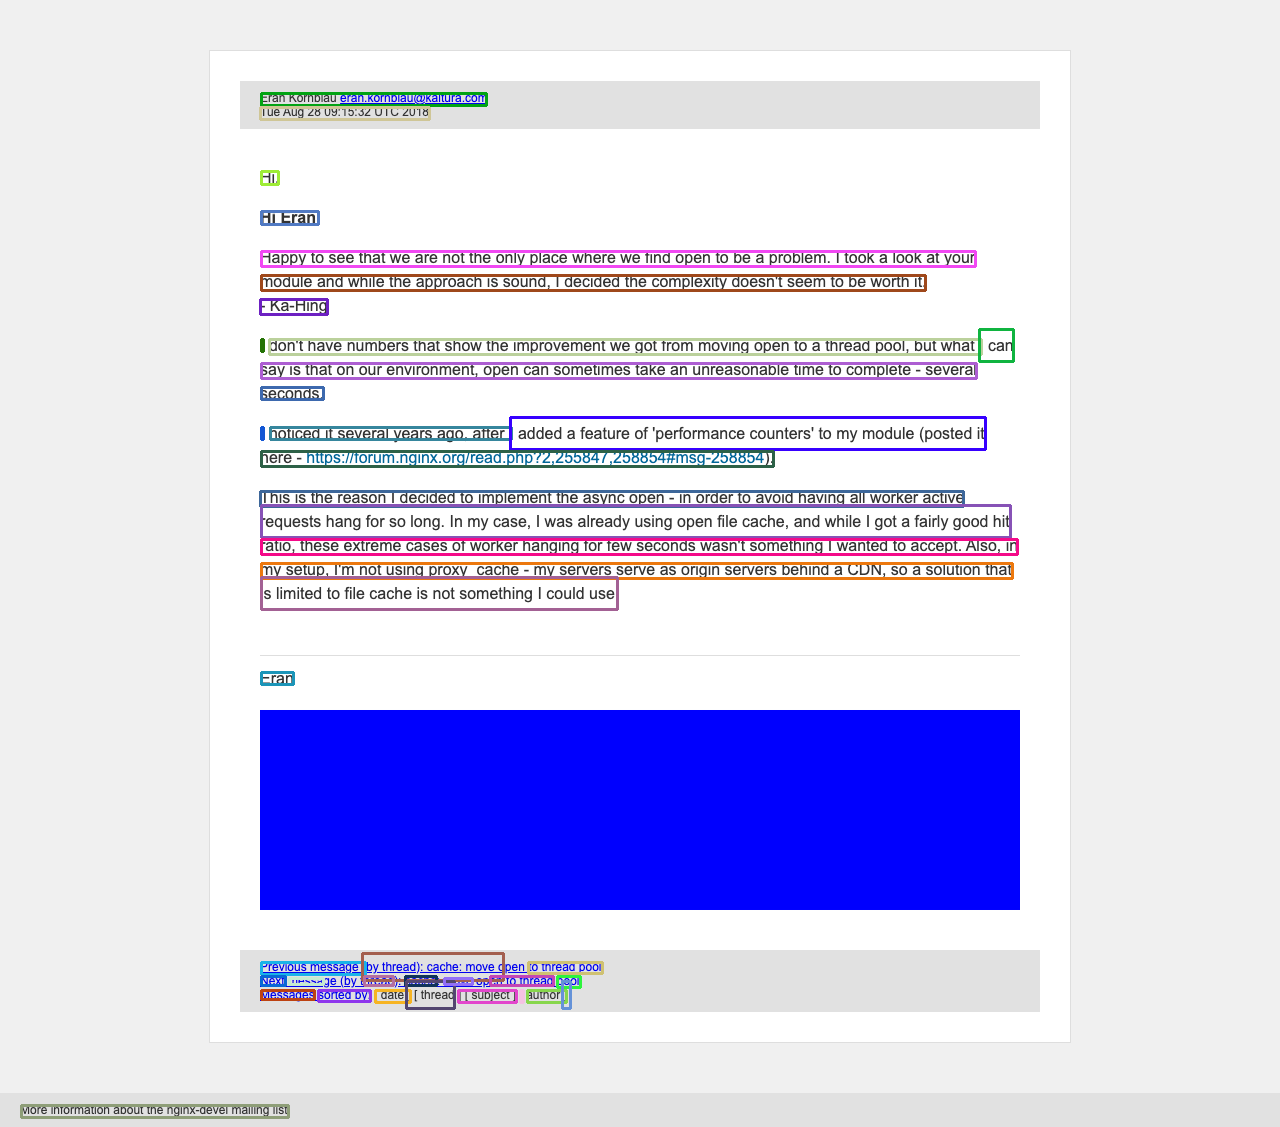 Eran Kornblau eran.kornblau@kaltura.com
Tue Aug 28 09:15:32 UTC 2018
Hi,
Hi Eran,
Happy to see that we are not the only place where we find open to be a problem. I took a look at your
module and while the approach is sound, I decided the complexity doesn't seem to be worth it.
- Ka-Hing
I don't have numbers that show the improvement we got from moving open to a thread pool, but what I can
say is that on our environment, open can sometimes take an unreasonable time to complete - several
seconds.
I noticed it several years ago, after I added a feature of 'performance counters' to my module (posted it
here - https://forum.nginx.org/read.php?2,255847,258854#msg-258854).
This is the reason I decided to implement the async open - in order to avoid having all worker active
requests hang for so long. In my case, I was already using open file cache, and while I got a fairly good hit
ratio, these extreme cases of worker hanging for few seconds wasn't something I wanted to accept. Also, in
my setup, I'm not using proxy_cache - my servers serve as origin servers behind a CDN, so a solution that
is limited to file cache is not something I could use.
Eran
Previous message (by thread): cache: move open to thread pool
Next message (by thread): cache: move open to thread pool
Messages sorted by: [ date ] [ thread ] [ subject ] [ author ]
More information about the nginx-devel mailing list